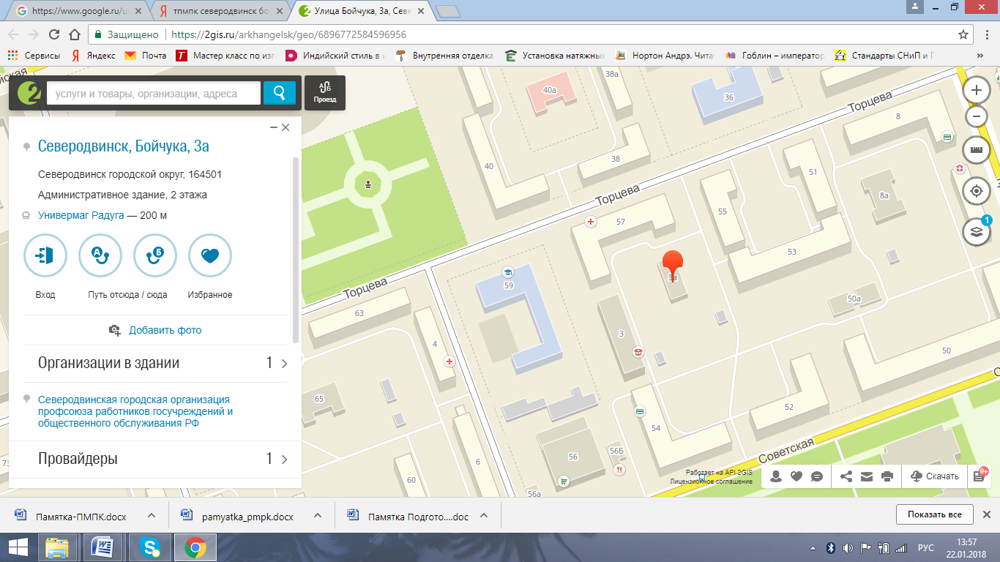 https://www.google.ru/u
тпмпк северодвинск бо
Улица Бойчука, 3а, Севе
Защищено
https://2gis.ru/arkhangelsk/geo/6896772584596956
Сервисы
Яндекс
Почта
Мастер класс по изг
Индийский стиль в и
Внутренняя отделка
Установка натяжных
Нортон Андрэ. Чита
Гоблин – император
Стандарты СНиП и Г
»
услуги и товары, организации, адреса
Проезд
Северодвинск, Бойчука, 3а
Северодвинск городской округ, 164501
Административное здание, 2 этажа
Универмаг Радуга — 200 м
А
Б
Вход
Путь отсюда / сюда
Избранное
Добавить фото
Организации в здании
1
Северодвинская городская организация
профсоюза работников госучреждений и
общественного обслуживания РФ
Провайдеры
1
йская
40а
38а
36
Торцева
8
40
38
51
8а
Торцева
55
57
53
3а
59
Торцева
50а
63
3
4
50
65
52
54
Советская
56
56Б
6
60
56а
73
1
Работает на API 2GIS
Лицензионное соглашение
Скачать
9+
Памятка-ПМПК.docx
pamyatka_pmpk.docx
Памятка Подгото....doc
Показать все
РУС
13:57
22.01.2018